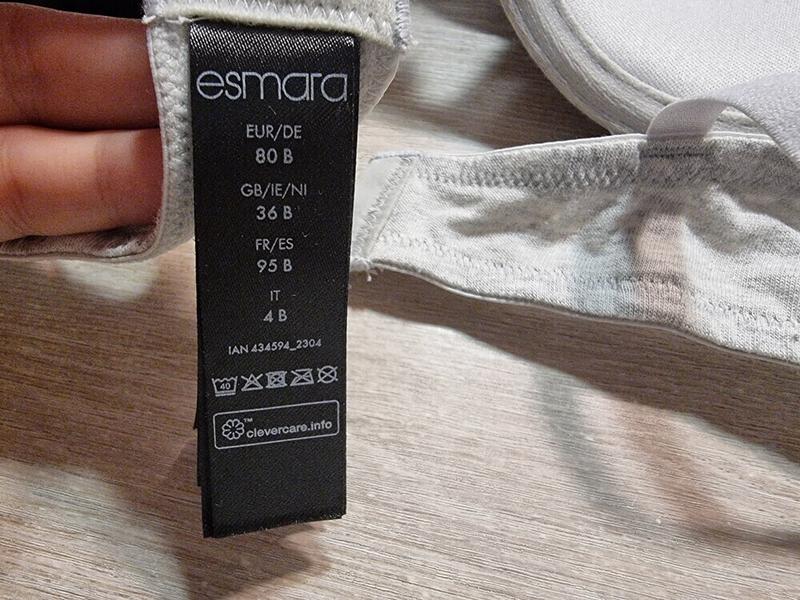 esmara
EUR/DE
80 B
GB/IE/NI
36 B
FR/ES
95 B
IT
4 B
IAN 434594_2304
40
™
clevercare.info